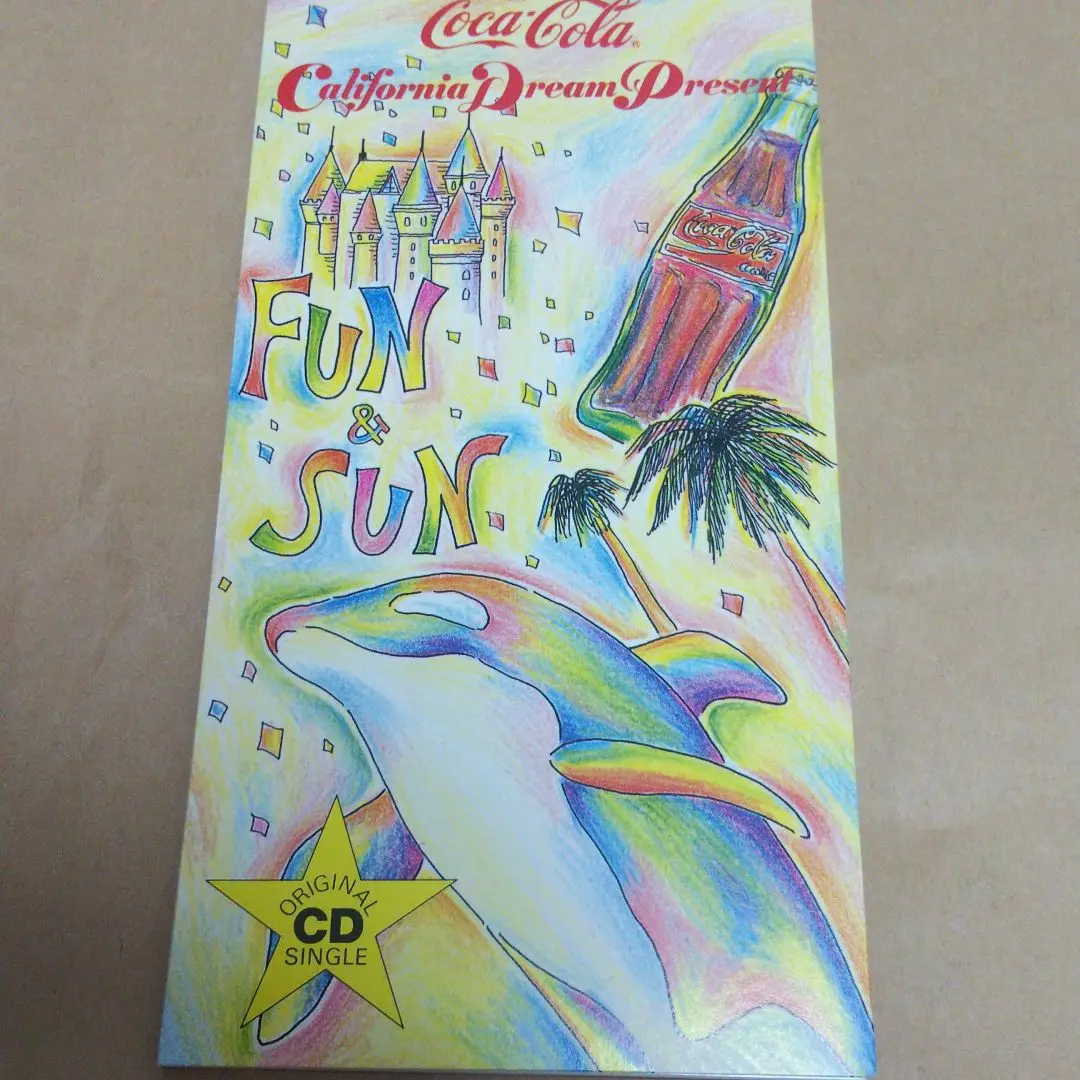 Coca-Cola
California Dream Present
Coca-Cola
FUN
&
SUN
ORIGINAL
CD
SINGLE